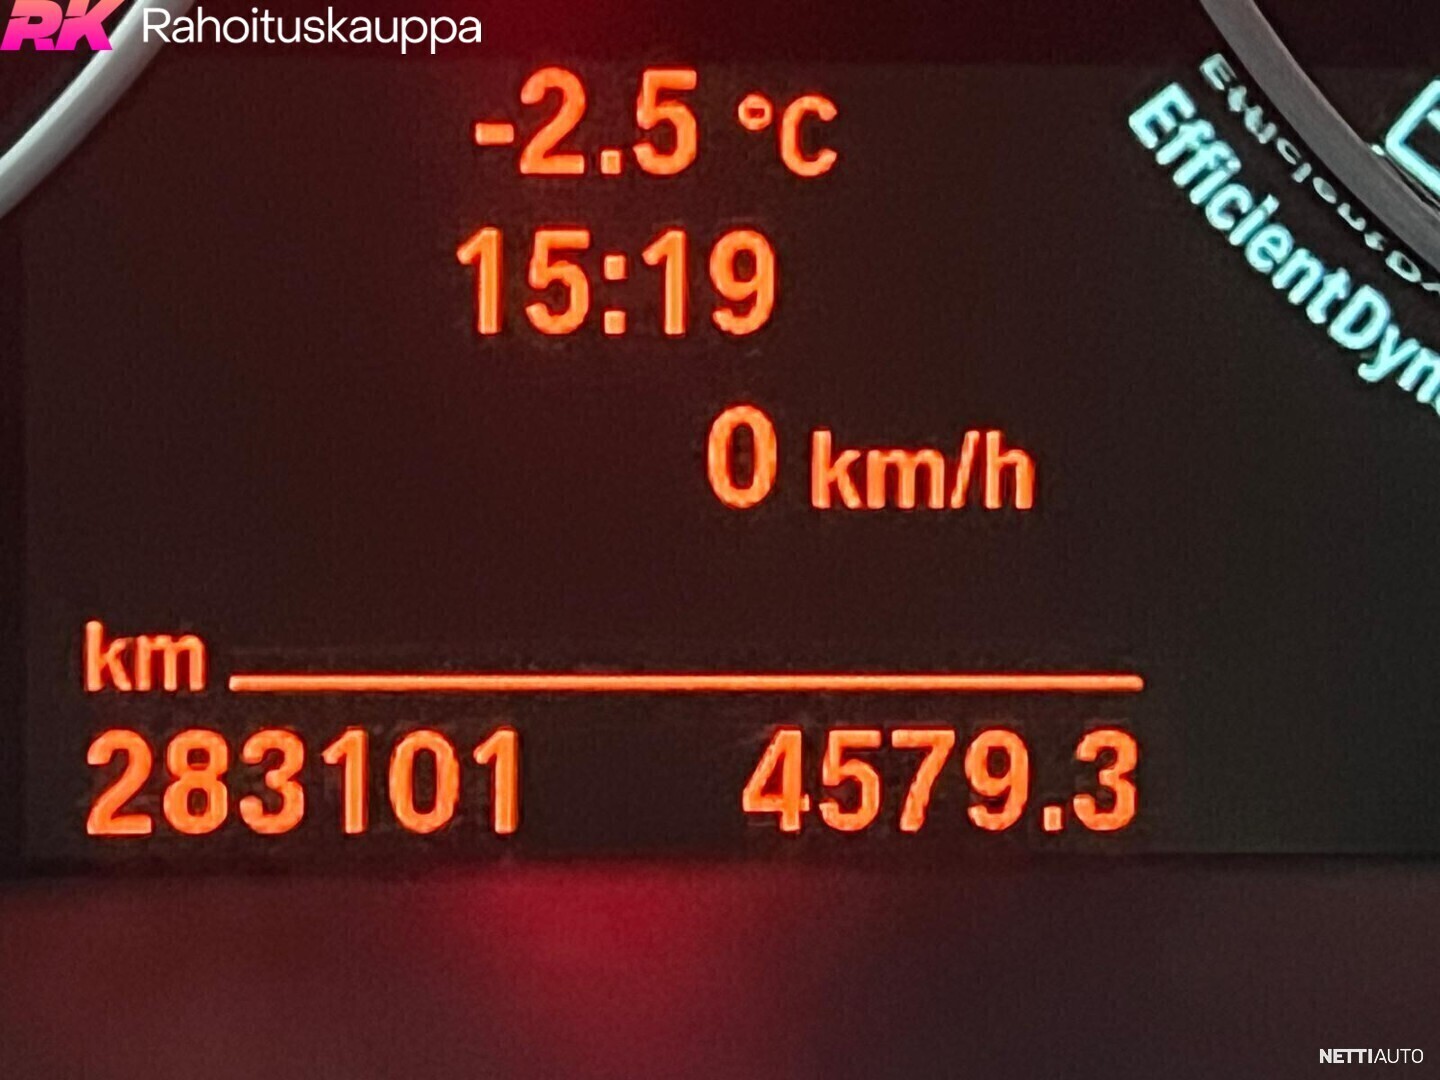 RK Rahoituskauppa
-2.5 °C
15:19
0 km/h
km
283101 4579.3
EfficientDyn
NETTIAUTO